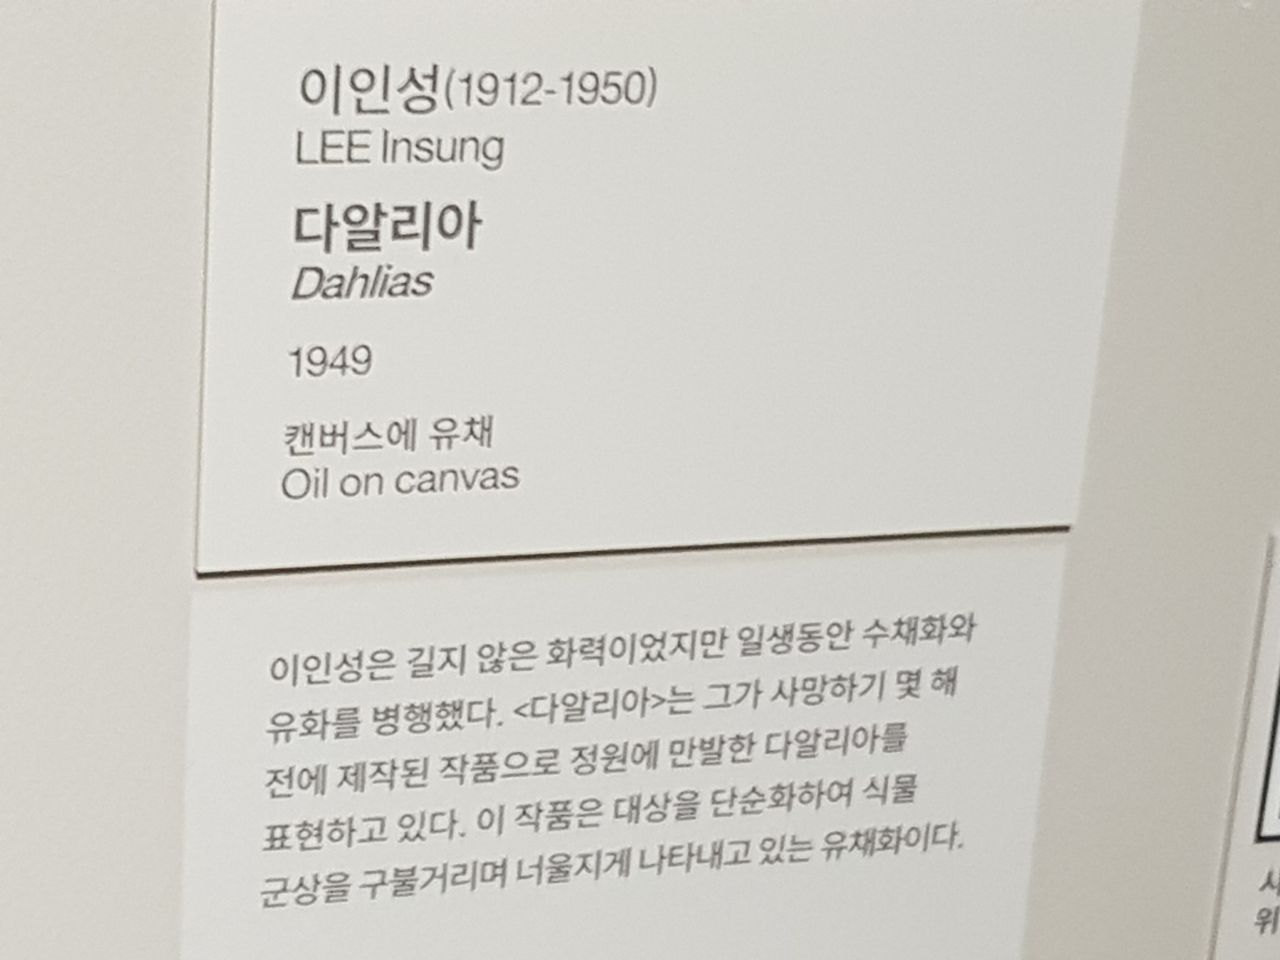 이인성(1912-1950)
LEE Insung
다알리아
Dahlias
1949
캔버스에 유채
Oil on canvas
이인성은 길지 않은 화력이었지만 일생동안 수채화와
유화를 병행했다. <다알리아>는 그가 사망하기 몇 해
전에 제작된 작품으로 정원에 만발한 다알리아를
표현하고 있다. 이 작품은 대상을 단순화하여 식물
군상을 구불거리며 너울지게 나타내고 있는 유채화이다.
위